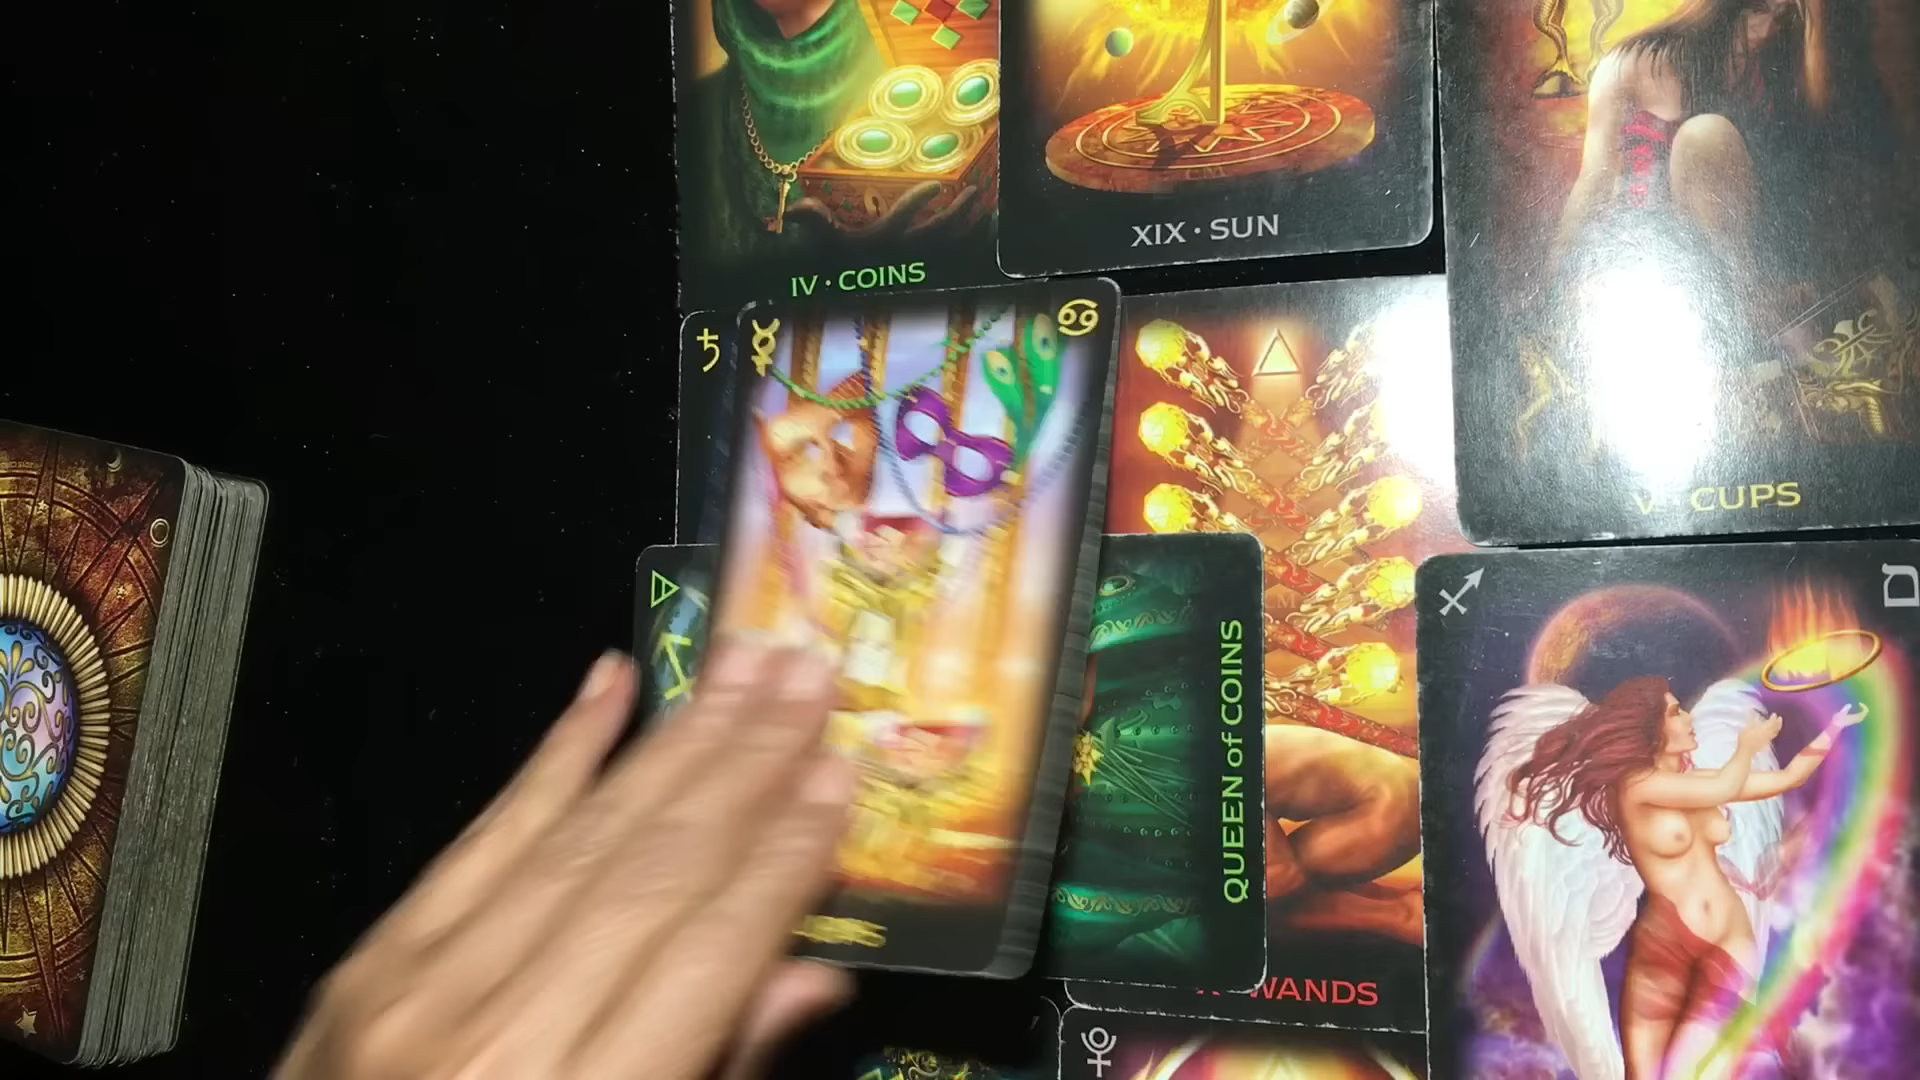 IV • COINS
XIX • SUN
CUPS
QUEEN of COINS
WANDS